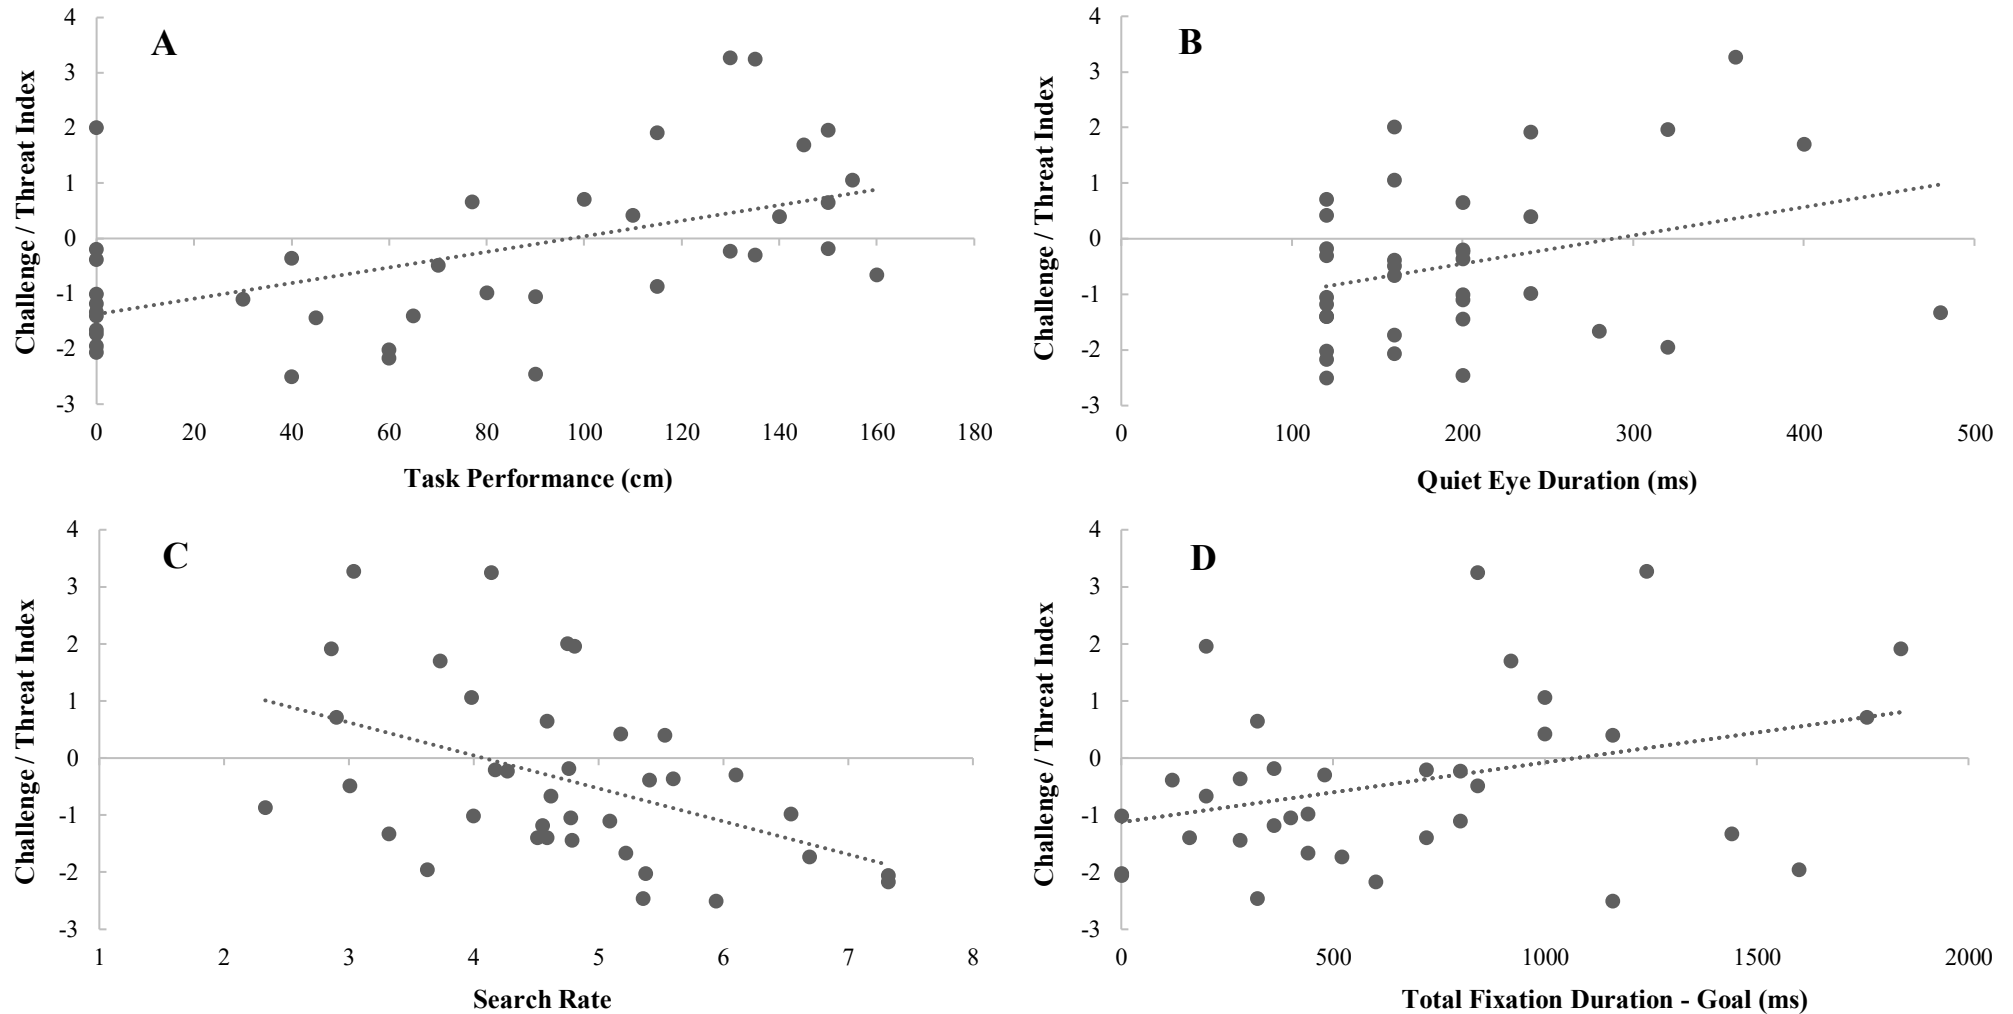 A
Challenge / Threat Index
4
3
2
1
0
-1
-2
-3
0 20 40 60 80 100 120 140 160 180
Task Performance (cm)
B
Challenge / Threat Index
4
3
2
1
0
-1
-2
-3
0 100 200 300 400 500
Quiet Eye Duration (ms)
C
Challenge / Threat Index
4
3
2
1
0
-1
-2
-3
1 2 3 4 5 6 7 8
Search Rate
D
Challenge / Threat Index
4
3
2
1
0
-1
-2
-3
0 500 1000 1500 2000
Total Fixation Duration - Goal (ms)